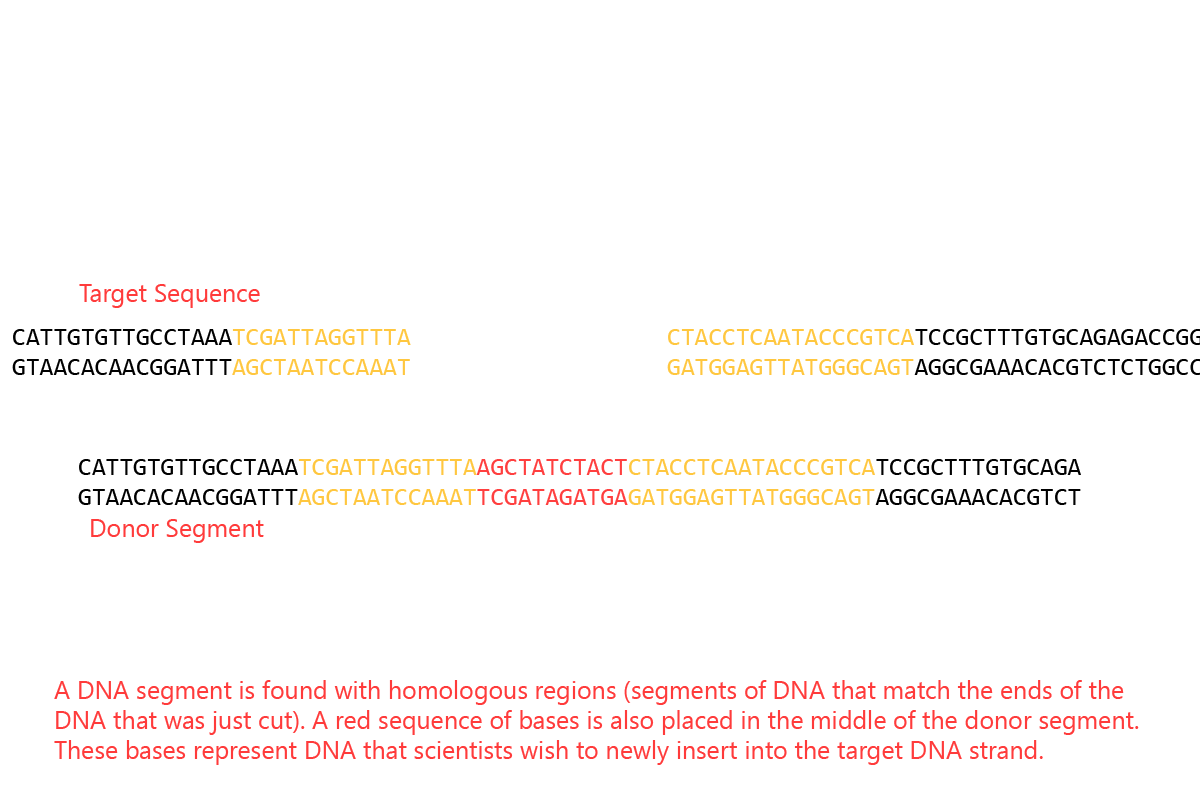 Target Sequence
CATTGTGTTGCCTAAATCGATTAGGTTTA CTACCTCAATACCCGTCATCCGCTTTGTGCAGAGACCGG
GTAACACAACGGATTTAGCTAATCCAAAT GATGGAGTTATGGGCAGTAGGCGAAACACGTCTCTGGCC
CATTGTGTTGCCTAAATCGATTAGGTTTAAGCTATCTACTCTACCTCAATACCCGTCATCCGCTTTGTGCAGA
GTAACACAACGGATTTAGCTAATCCAAATTCGATAGATGAGATGGAGTTATGGGCAGTAGGCGAAACACGTCT
Donor Segment
A DNA segment is found with homologous regions (segments of DNA that match the ends of the
DNA that was just cut). A red sequence of bases is also placed in the middle of the donor segment.
These bases represent DNA that scientists wish to newly insert into the target DNA strand.